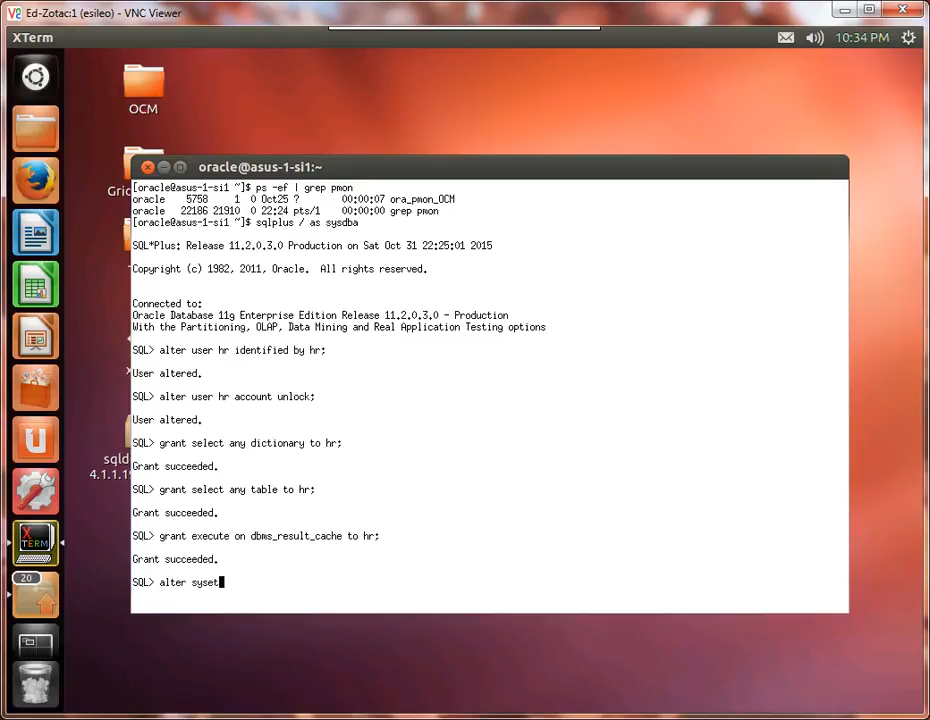 Ed-Zotac:1 (esileo) - VNC Viewer
XTerm
10:34 PM
OCM
Gric
oracle@asus-1-si1:~
[oracle@asus-1-si1 ~]$ ps -ef | grep pmon
oracle    5758     1  0 Oct25 ?        00:00:07 ora_pmon_OCM
oracle   22186 21910  0 22:24 pts/1    00:00:00 grep pmon
[oracle@asus-1-si1 ~]$ sqlplus / as sysdba
SQL*Plus: Release 11.2.0.3.0 Production on Sat Oct 31 22:25:01 2015
Copyright (c) 1982, 2011, Oracle.  All rights reserved.
Connected to:
Oracle Database 11g Enterprise Edition Release 11.2.0.3.0 - Production
With the Partitioning, OLAP, Data Mining and Real Application Testing options
SQL> alter user hr identified by hr;
User altered.
SQL> alter user hr account unlock;
User altered.
SQL> grant select any dictionary to hr;
Grant succeeded.
SQL> grant select any table to hr;
Grant succeeded.
SQL> grant execute on dbms_result_cache to hr;
Grant succeeded.
SQL> alter syset
sqld
4.1.1.19
X
TERM
20